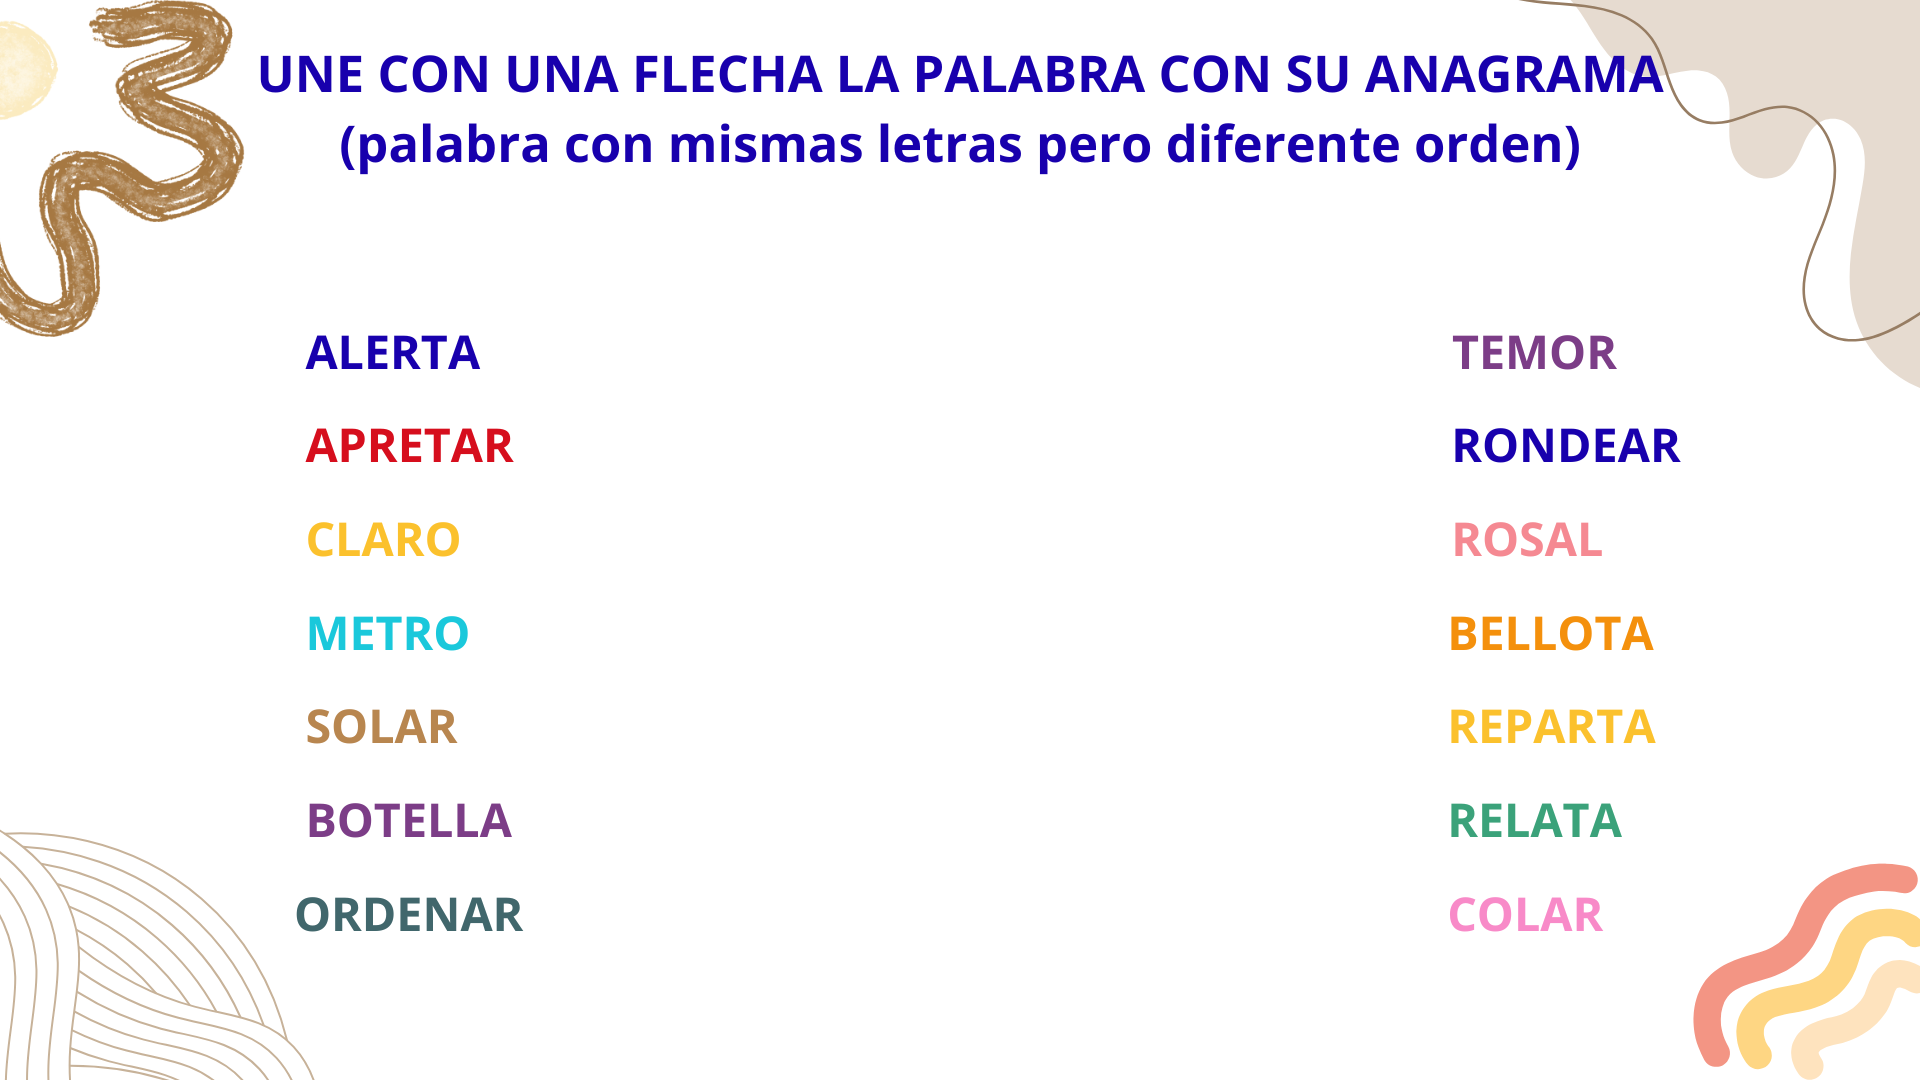 UNE CON UNA FLECHA LA PALABRA CON SU ANAGRAMA
(palabra con mismas letras pero diferente orden)
ALERTA
APRETAR
CLARO
METRO
SOLAR
BOTELLA
ORDENAR
TEMOR
RONDEAR
ROSAL
BELLOTA
REPARTA
RELATA
COLAR